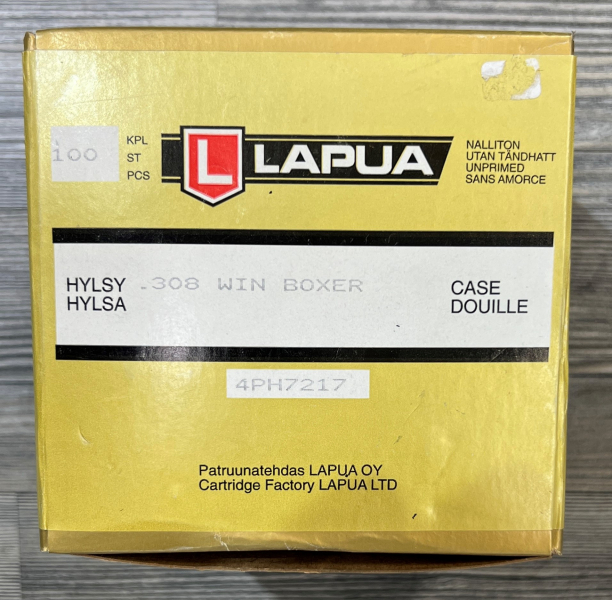 100
KPL
ST
PCS
L
LAPUA
NALLITON
UTAN TÄNDHATT
UNPRIMED
SANS AMORCE
HYLSY
HYLSA
.308 WIN BOXER
CASE
DOUILLE
4PH7217
Patruunatehdas LAPUA OY
Cartridge Factory LAPUA LTD